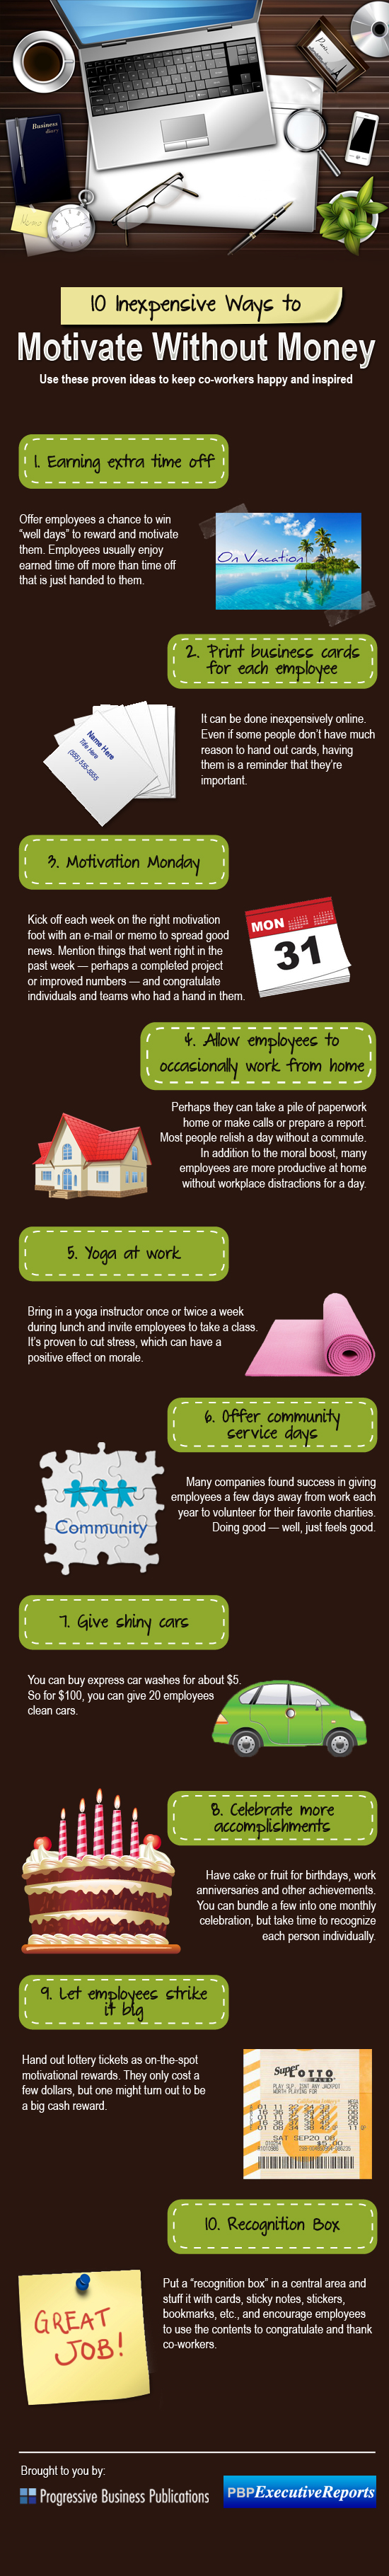 Business
diary
Memo
10 Inexpensive Ways to
Motivate Without Money
Use these proven ideas to keep co-workers happy and inspired
1. Earning extra time off
Offer employees a chance to win
“well days” to reward and motivate
them. Employees usually enjoy
earned time off more than time off
that is just handed to them.
On Vacation
2. Print business cards
for each employee
Name Here
Title Here
(555) 555-5555
It can be done inexpensively online.
Even if some people don’t have much
reason to hand out cards, having
them is a reminder that they’re
important.
3. Motivation Monday
Kick off each week on the right motivation
foot with an e-mail or memo to spread good
news. Mention things that went right in the
past week — perhaps a completed project
or improved numbers — and congratulate
individuals and teams who had a hand in them.
MON
31
4. Allow employees to
occasionally work from home
Perhaps they can take a pile of paperwork
home or make calls or prepare a report.
Most people relish a day without a commute.
In addition to the moral boost, many
employees are more productive at home
without workplace distractions for a day.
5. Yoga at work
Bring in a yoga instructor once or twice a week
during lunch and invite employees to take a class.
It’s proven to cut stress, which can have a
positive effect on morale.
6. Offer community
service days
Community
Many companies found success in giving
employees a few days away from work each
year to volunteer for their favorite charities.
Doing good — well, just feels good.
7. Give shiny cars
You can buy express car washes for about $5.
So for $100, you can give 20 employees
clean cars.
8. Celebrate more
accomplishments
Have cake or fruit for birthdays, work
anniversaries and other achievements.
You can bundle a few into one monthly
celebration, but take time to recognize
each person individually.
9. Let employees strike
it big
Hand out lottery tickets as on-the-spot
motivational rewards. They only cost a
few dollars, but one might turn out to be
a big cash reward.
Super
LOTTO
PLUS
SAT SEP20 08
$5.00
10. Recognition Box
GREAT
JOB!
Put a “recognition box” in a central area and
stuff it with cards, sticky notes, stickers,
bookmarks, etc., and encourage employees
to use the contents to congratulate and thank
co-workers.
Brought to you by:
Progressive Business Publications
PBPExecutiveReports